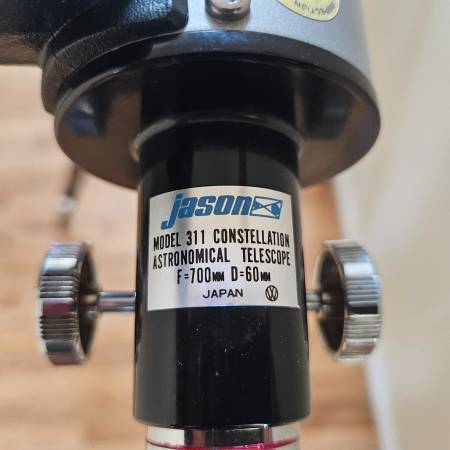 jason
MODEL 311 CONSTELLATION
ASTRONOMICAL TELESCOPE
F=700MM D=60MM
JAPAN